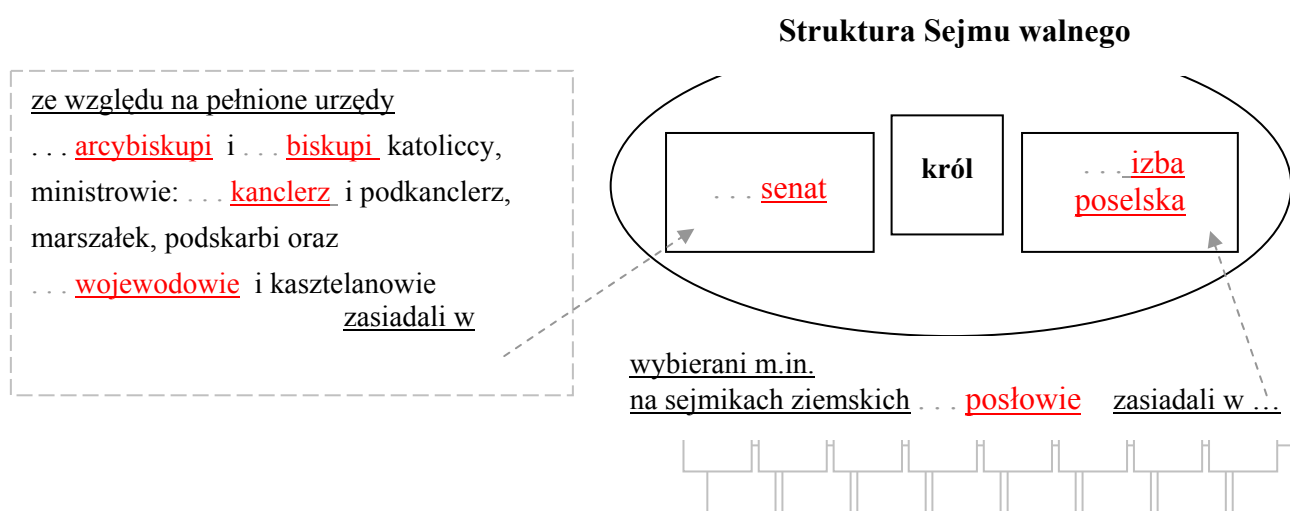 Struktura Sejmu walnego
ze względu na pełnione urzędy
. . . arcybiskupi i . . . biskupi katoliccy,
ministrowie: . . . kanclerz i podkanclerz,
marszałek, podskarbi oraz
. . . wojewodowie i kasztelanowie
zasiadali w
. . . senat
król
. . . izba
poselska
wybierani m.in.
na sejmikach ziemskich . . . posłowie zasiadali w …